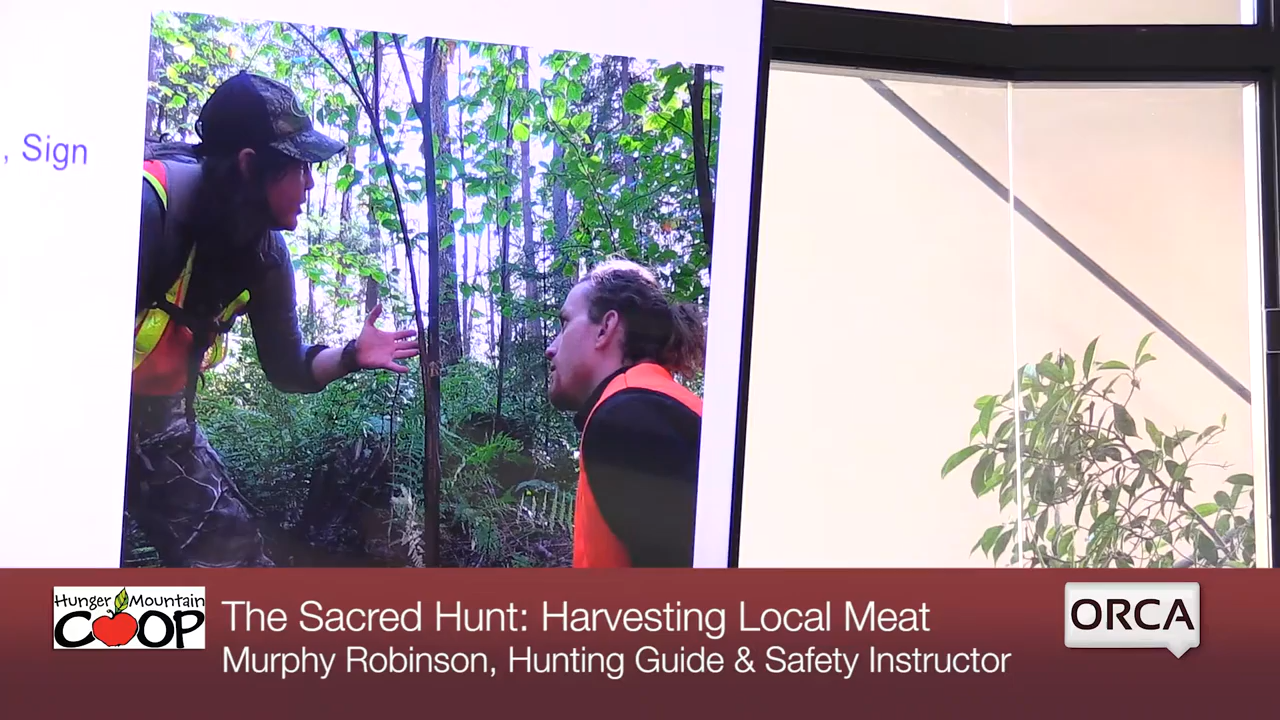 , Sign
Hunger Mountain
COOP
The Sacred Hunt: Harvesting Local Meat
Murphy Robinson, Hunting Guide & Safety Instructor
ORCA